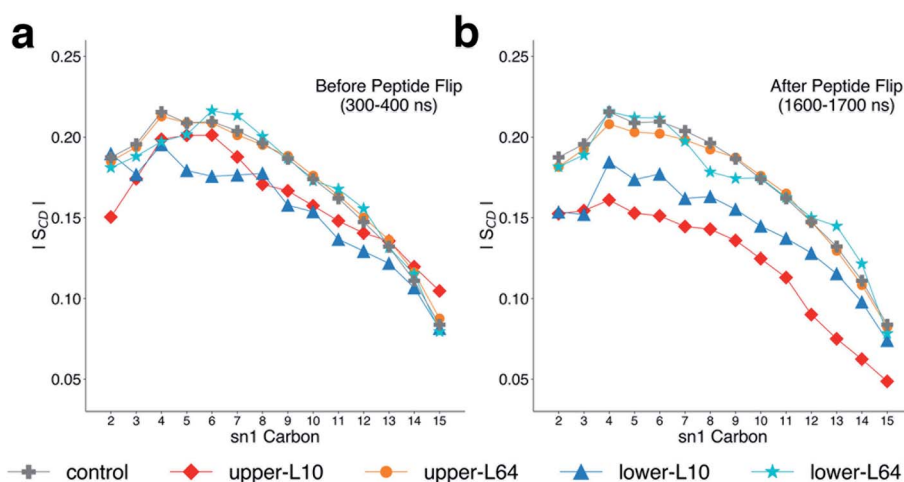 a
b
Before Peptide Flip
(300-400 ns)
After Peptide Flip
(1600-1700 ns)
0.25
0.20
0.15
0.10
0.05
| S_CD |
2 3 4 5 6 7 8 9 10 11 12 13 14 15
sn1 Carbon
0.25
0.20
0.15
0.10
0.05
| S_CD |
2 3 4 5 6 7 8 9 10 11 12 13 14 15
sn1 Carbon
control upper-L10 upper-L64 lower-L10 lower-L64